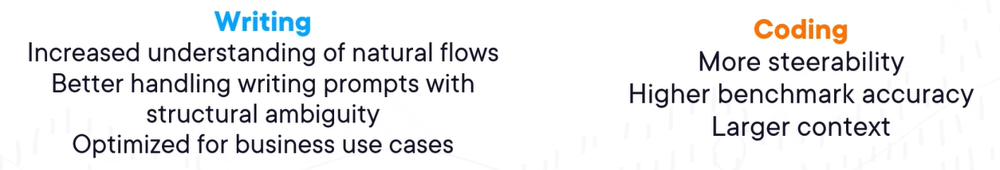 Writing
Increased understanding of natural flows
Better handling writing prompts with
structural ambiguity
Optimized for business use cases
Coding
More steerability
Higher benchmark accuracy
Larger context